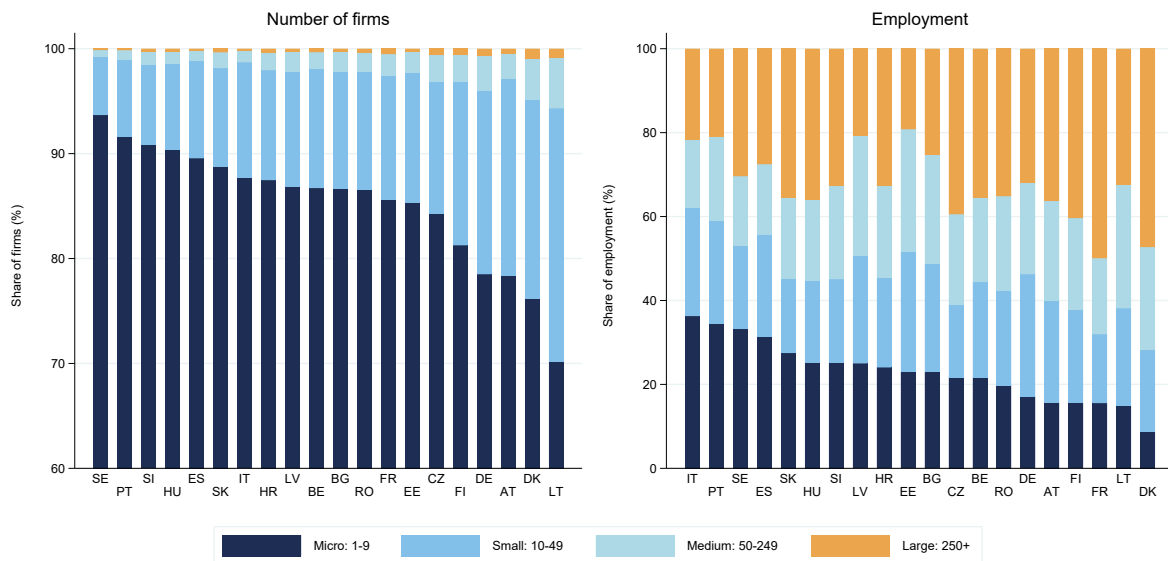 Number of firms
Share of firms (%)
100
90
80
70
60
SE PT SI HU ES SK IT HR LV BE BG RO FR EE CZ FI DE AT DK LT
Employment
Share of employment (%)
100
80
60
40
20
0
IT PT SE ES SK HU SI LV HR EE BG CZ BE RO DE AT FI FR LT DK
Micro: 1-9 Small: 10-49 Medium: 50-249 Large: 250+